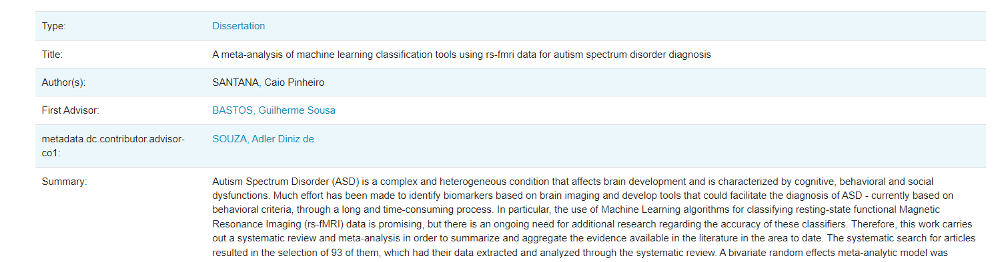 Type: Dissertation
Title: A meta-analysis of machine learning classification tools using rs-fmri data for autism spectrum disorder diagnosis
Author(s): SANTANA, Caio Pinheiro
First Advisor: BASTOS, Guilherme Sousa
metadata.dc.contributor.advisor-
co1: SOUZA, Adler Diniz de
Summary: Autism Spectrum Disorder (ASD) is a complex and heterogeneous condition that affects brain development and is characterized by cognitive, behavioral and social
dysfunctions. Much effort has been made to identify biomarkers based on brain imaging and develop tools that could facilitate the diagnosis of ASD - currently based on
behavioral criteria, through a long and time-consuming process. In particular, the use of Machine Learning algorithms for classifying resting-state functional Magnetic
Resonance Imaging (rs-fMRI) data is promising, but there is an ongoing need for additional research regarding the accuracy of these classifiers. Therefore, this work carries
out a systematic review and meta-analysis in order to summarize and aggregate the evidence available in the literature in the area to date. The systematic search for articles
resulted in the selection of 93 of them, which had their data extracted and analyzed through the systematic review. A bivariate random effects meta-analytic model was